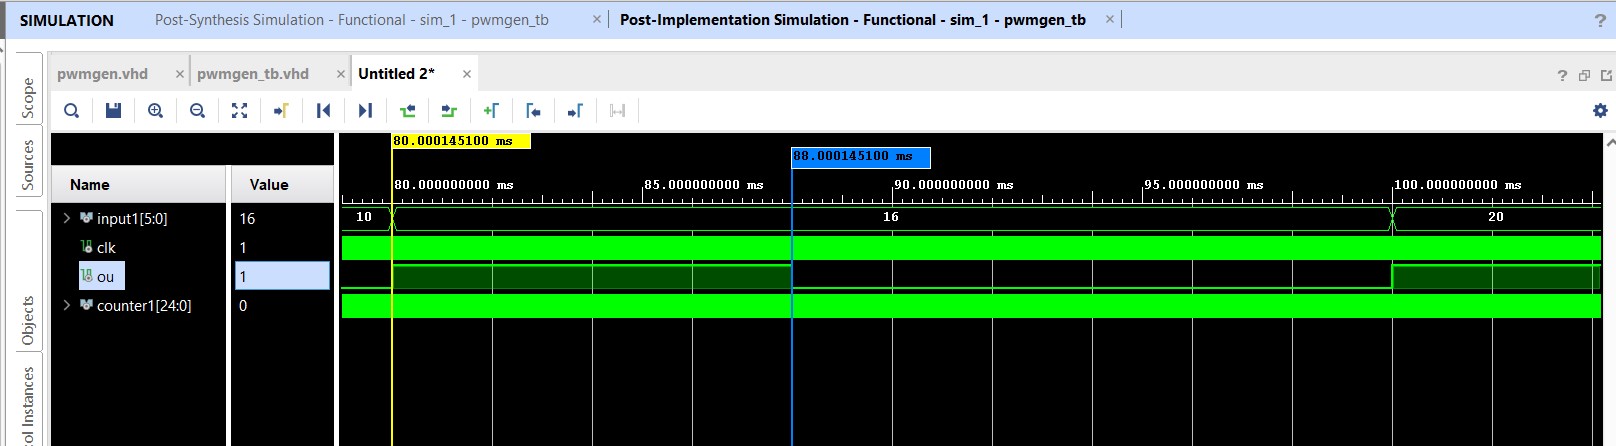 SIMULATION Post-Synthesis Simulation - Functional - sim_1 - pwmgen_tb × Post-Implementation Simulation - Functional - sim_1 - pwmgen_tb × ?
pwmgen.vhd × pwmgen_tb.vhd × Untitled 2* × ?
Scope
Sources
Objects
80.000145100 ms
88.000145100 ms
Name Value 80.000000000 ms 85.000000000 ms 90.000000000 ms 95.000000000 ms 100.000000000 ms
input1[5:0] 16 10 16 20
clk 1
ou 1
counter1[24:0] 0
col Instances